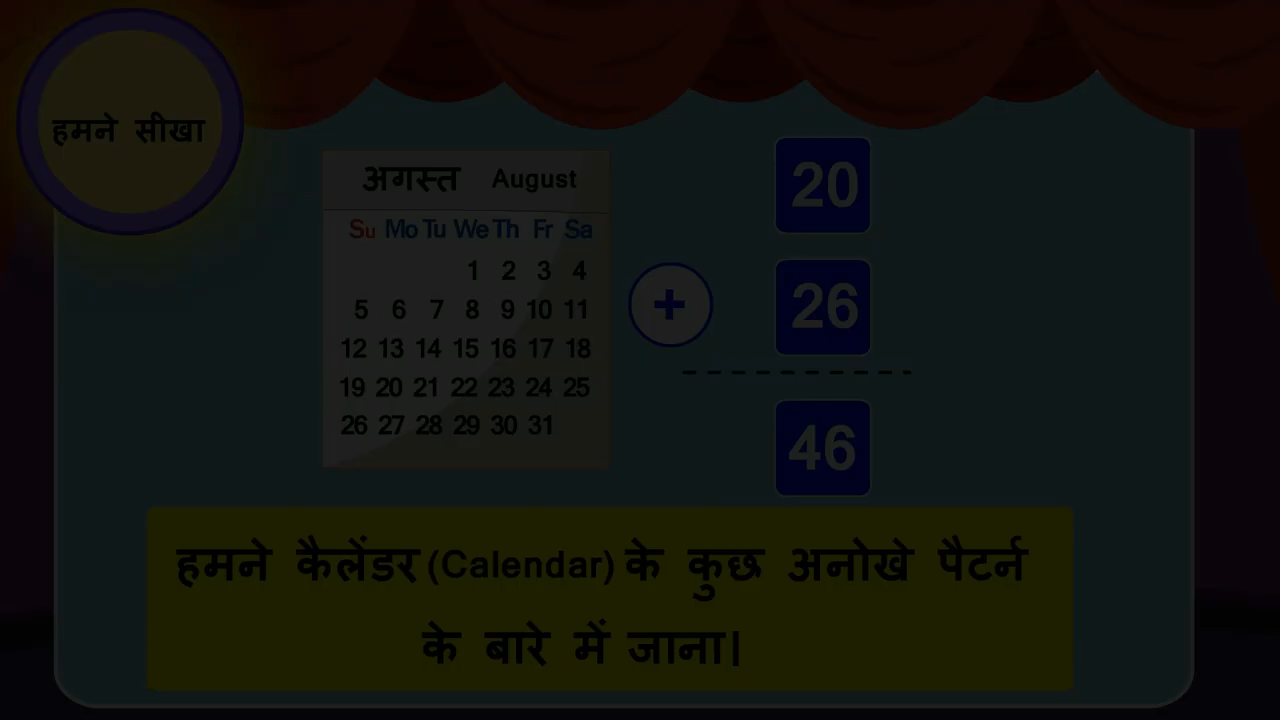 हमने सीखा
अगस्त August
Su Mo Tu We Th Fr Sa
1 2 3 4
5 6 7 8 9 10 11
12 13 14 15 16 17 18
19 20 21 22 23 24 25
26 27 28 29 30 31
20
+
26
46
हमने कैलेंडर (Calendar) के कुछ अनोखे पैटर्न
के बारे में जाना।